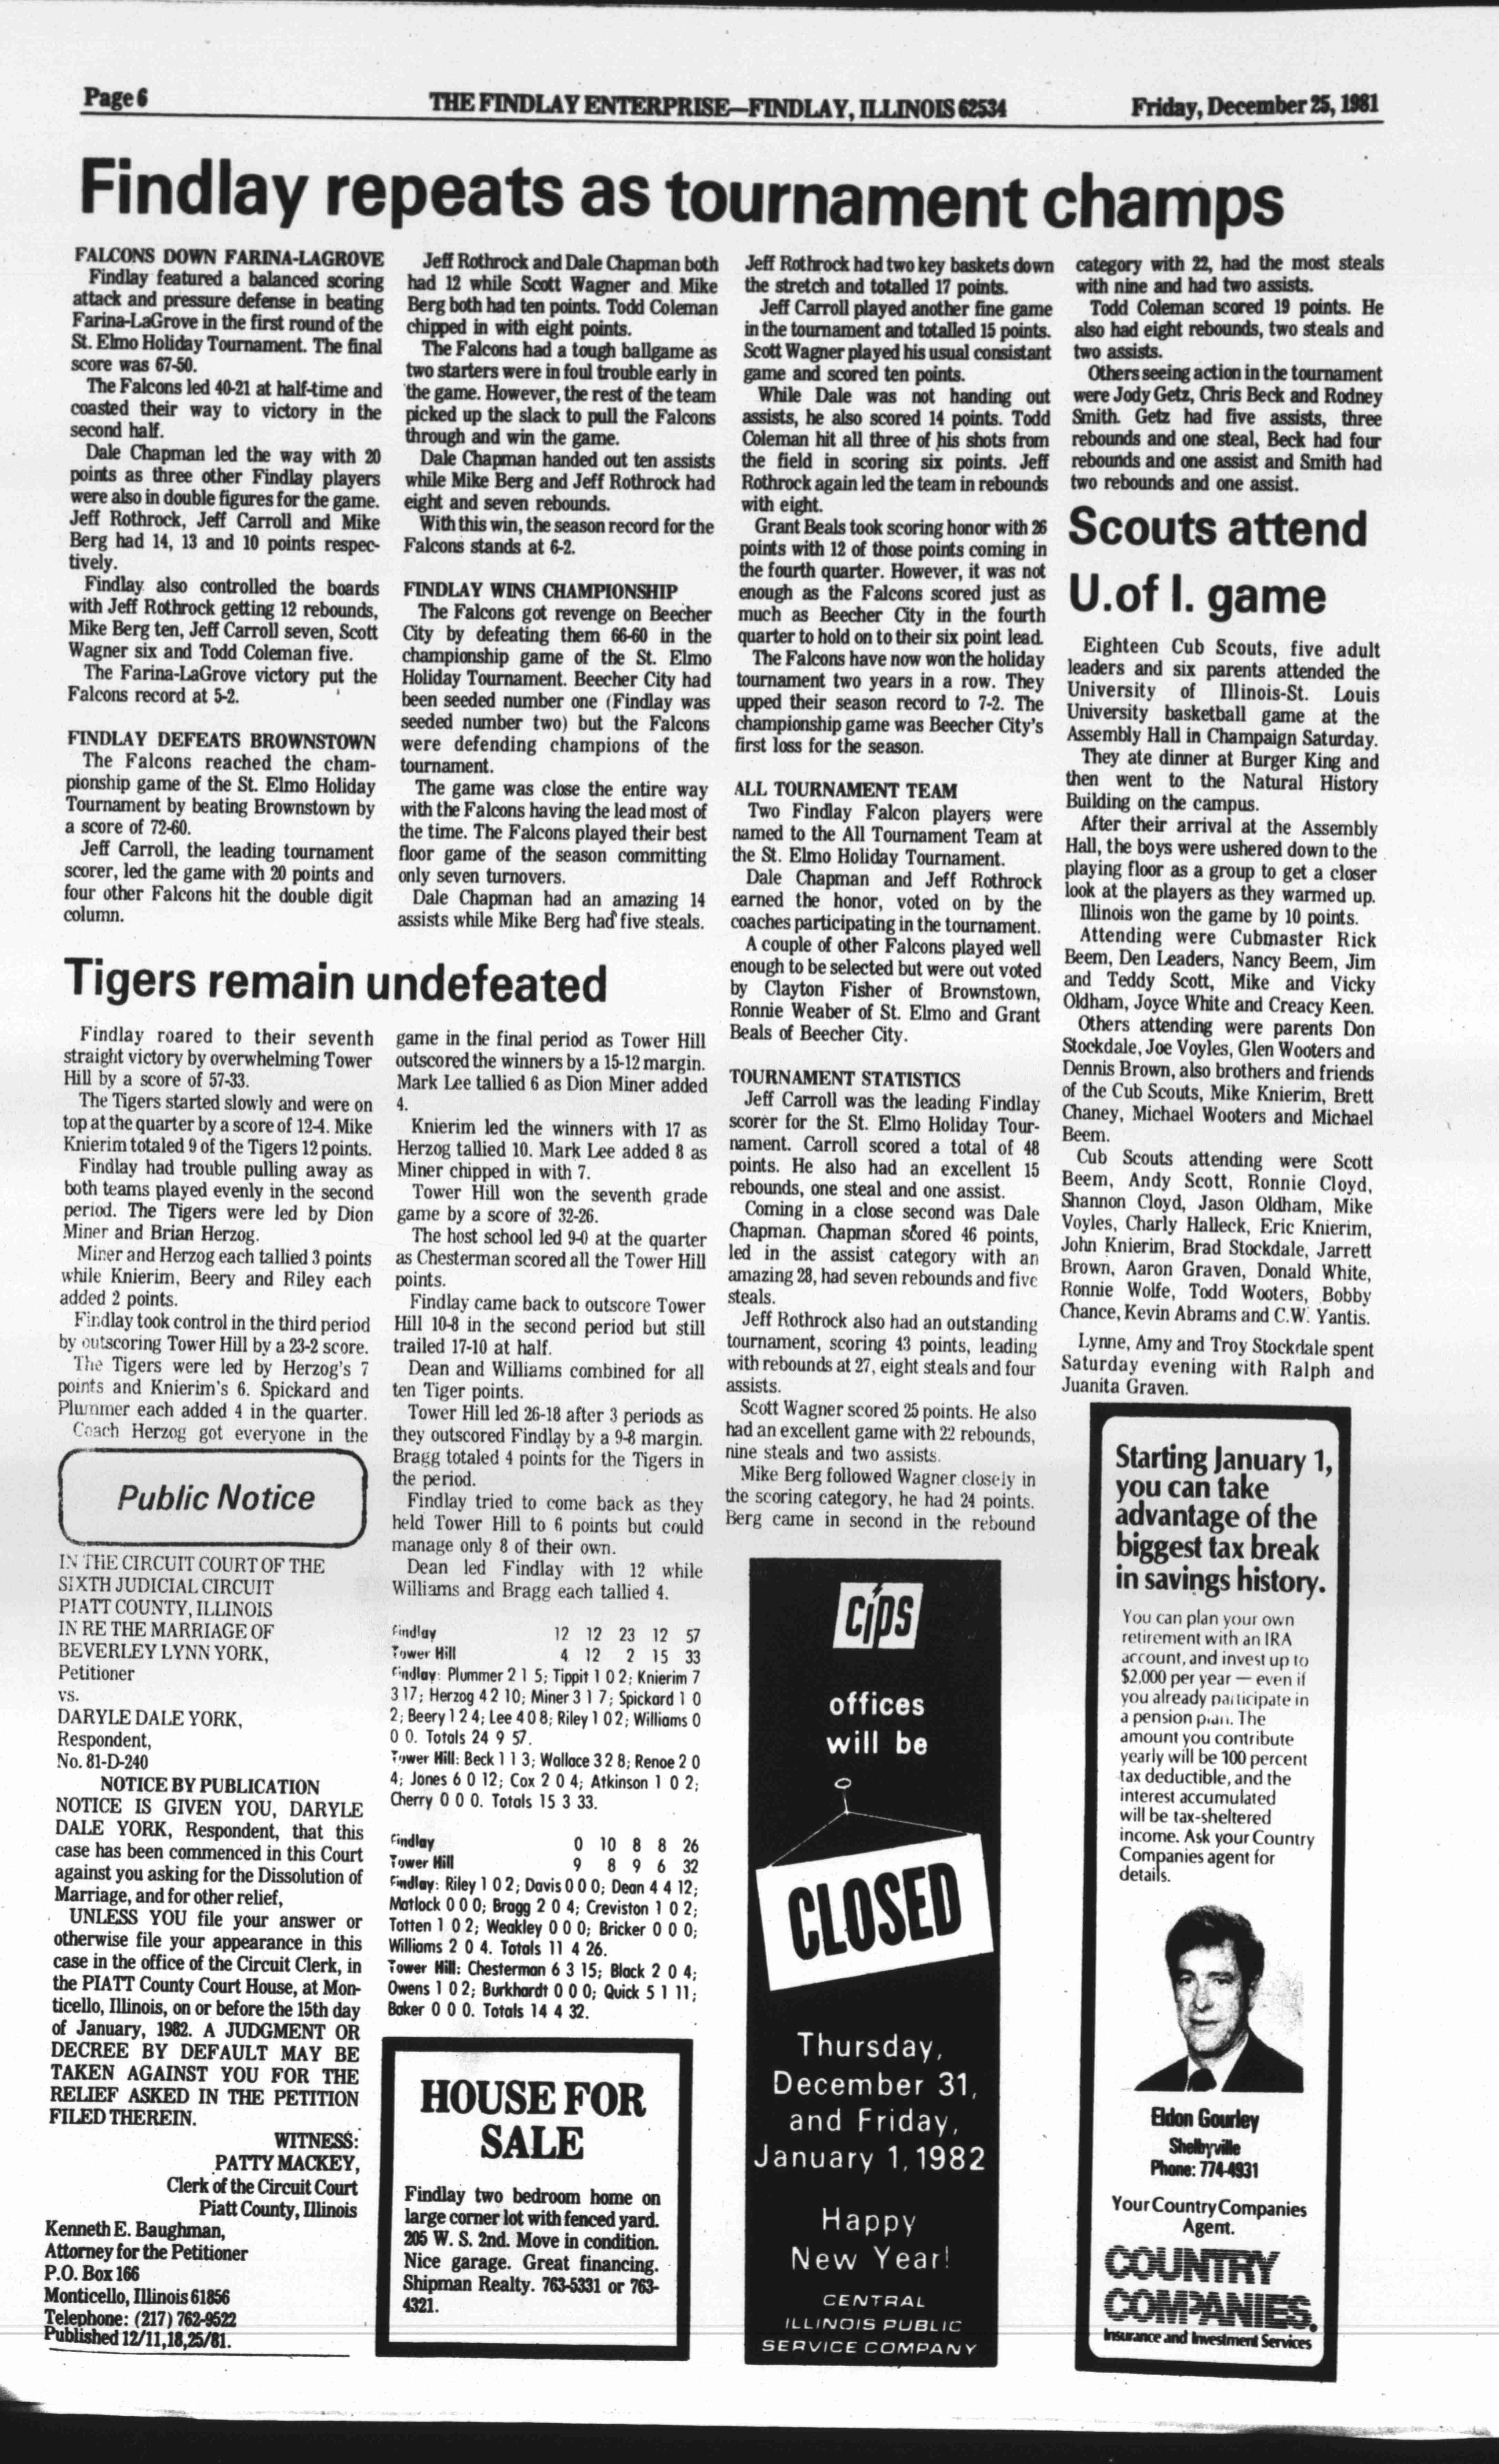 Page 6
THE FINDLAY ENTERPRISE—FINDLAY, ILLINOIS 62534
Friday, December 25, 1981
Findlay repeats as tournament champs
FALCONS DOWN FARINA-LAGROVE
Findlay featured a balanced scoring
attack and pressure defense in beating
Farina-LaGrove in the first round of the
St. Elmo Holiday Tournament. The final
score was 67-50.
The Falcons led 40-21 at half-time and
coasted their way to victory in the
second half.
Dale Chapman led the way with 20
points as three other Findlay players
were also in double figures for the game.
Jeff Rothrock, Jeff Carroll and Mike
Berg had 14, 13 and 10 points respec-
tively.
Findlay also controlled the boards
with Jeff Rothrock getting 12 rebounds,
Mike Berg ten, Jeff Carroll seven, Scott
Wagner six and Todd Coleman five.
The Farina-LaGrove victory put the
Falcons record at 5-2.
FINDLAY DEFEATS BROWNSTOWN
The Falcons reached the cham-
pionship game of the St. Elmo Holiday
Tournament by beating Brownstown by
a score of 72-60.
Jeff Carroll, the leading tournament
scorer, led the game with 20 points and
four other Falcons hit the double digit
column.
Jeff Rothrock and Dale Chapman both
had 12 while Scott Wagner and Mike
Berg both had ten points. Todd Coleman
chipped in with eight points.
The Falcons had a tough ballgame as
two starters were in foul trouble early in
the game. However, the rest of the team
picked up the slack to pull the Falcons
through and win the game.
Dale Chapman handed out ten assists
while Mike Berg and Jeff Rothrock had
eight and seven rebounds.
With this win, the season record for the
Falcons stands at 6-2.
FINDLAY WINS CHAMPIONSHIP
The Falcons got revenge on Beecher
City by defeating them 66-60 in the
championship game of the St. Elmo
Holiday Tournament. Beecher City had
been seeded number one (Findlay was
seeded number two) but the Falcons
were defending champions of the
tournament.
The game was close the entire way
with the Falcons having the lead most of
the time. The Falcons played their best
floor game of the season committing
only seven turnovers.
Dale Chapman had an amazing 14
assists while Mike Berg had five steals.
Jeff Rothrock had two key baskets down
the stretch and totalled 17 points.
Jeff Carroll played another fine game
in the tournament and totalled 15 points.
Scott Wagner played his usual consistant
game and scored ten points.
While Dale was not handing out
assists, he also scored 14 points. Todd
Coleman hit all three of his shots from
the field in scoring six points. Jeff
Rothrock again led the team in rebounds
with eight.
Grant Beals took scoring honor with 26
points with 12 of those points coming in
the fourth quarter. However, it was not
enough as the Falcons scored just as
much as Beecher City in the fourth
quarter to hold on to their six point lead.
The Falcons have now won the holiday
tournament two years in a row. They
upped their season record to 7-2. The
championship game was Beecher City's
first loss for the season.
ALL TOURNAMENT TEAM
Two Findlay Falcon players were
named to the All Tournament Team at
the St. Elmo Holiday Tournament.
Dale Chapman and Jeff Rothrock
earned the honor, voted on by the
coaches participating in the tournament.
A couple of other Falcons played well
enough to be selected but were out voted
by Clayton Fisher of Brownstown,
Ronnie Weaber of St. Elmo and Grant
Beals of Beecher City.
TOURNAMENT STATISTICS
Jeff Carroll was the leading Findlay
scorer for the St. Elmo Holiday Tour-
nament. Carroll scored a total of 48
points. He also had an excellent 15
rebounds, one steal and one assist.
Coming in a close second was Dale
Chapman. Chapman scored 46 points,
led in the assist category with an
amazing 28, had seven rebounds and five
steals.
Jeff Rothrock also had an outstanding
tournament, scoring 43 points, leading
with rebounds at 27, eight steals and four
assists.
Scott Wagner scored 25 points. He also
had an excellent game with 22 rebounds,
nine steals and two assists.
Mike Berg followed Wagner closely in
the scoring category, he had 24 points.
Berg came in second in the rebound
category with 22, had the most steals
with nine and had two assists.
Todd Coleman scored 19 points. He
also had eight rebounds, two steals and
two assists.
Others seeing action in the tournament
were Jody Getz, Chris Beck and Rodney
Smith. Getz had five assists, three
rebounds and one steal, Beck had four
rebounds and one assist and Smith had
two rebounds and one assist.
Scouts attend
U.of I. game
Eighteen Cub Scouts, five adult
leaders and six parents attended the
University of Illinois-St. Louis
University basketball game at the
Assembly Hall in Champaign Saturday.
They ate dinner at Burger King and
then went to the Natural History
Building on the campus.
After their arrival at the Assembly
Hall, the boys were ushered down to the
playing floor as a group to get a closer
look at the players as they warmed up.
Illinois won the game by 10 points.
Attending were Cubmaster Rick
Beem, Den Leaders, Nancy Beem, Jim
and Teddy Scott, Mike and Vicky
Oldham, Joyce White and Creacy Keen.
Others attending were parents Don
Stockdale, Joe Voyles, Glen Wooters and
Dennis Brown, also brothers and friends
of the Cub Scouts, Mike Knierim, Brett
Chaney, Michael Wooters and Michael
Beem.
Cub Scouts attending were Scott
Beem, Andy Scott, Ronnie Cloyd,
Shannon Cloyd, Jason Oldham, Mike
Voyles, Charly Halleck, Eric Knierim,
John Knierim, Brad Stockdale, Jarrett
Brown, Aaron Graven, Donald White,
Ronnie Wolfe, Todd Wooters, Bobby
Chance, Kevin Abrams and C.W. Yantis.
Lynne, Amy and Troy Stockdale spent
Saturday evening with Ralph and
Juanita Graven.
Tigers remain undefeated
Findlay roared to their seventh
straight victory by overwhelming Tower
Hill by a score of 57-33.
The Tigers started slowly and were on
top at the quarter by a score of 12-4. Mike
Knierim totaled 9 of the Tigers 12 points.
Findlay had trouble pulling away as
both teams played evenly in the second
period. The Tigers were led by Dion
Miner and Brian Herzog.
Miner and Herzog each tallied 3 points
while Knierim, Beery and Riley each
added 2 points.
Findlay took control in the third period
by outscoring Tower Hill by a 23-2 score.
The Tigers were led by Herzog's 7
points and Knierim's 6. Spickard and
Plummer each added 4 in the quarter.
Coach Herzog got everyone in the
game in the final period as Tower Hill
outscored the winners by a 15-12 margin.
Mark Lee tallied 6 as Dion Miner added
4.
Knierim led the winners with 17 as
Herzog tallied 10. Mark Lee added 8 as
Miner chipped in with 7.
Tower Hill won the seventh grade
game by a score of 32-26.
The host school led 9-0 at the quarter
as Chesterman scored all the Tower Hill
points.
Findlay came back to outscore Tower
Hill 10-8 in the second period but still
trailed 17-10 at half.
Dean and Williams combined for all
ten Tiger points.
Tower Hill led 26-18 after 3 periods as
they outscored Findlay by a 9-8 margin.
Bragg totaled 4 points for the Tigers in
the period.
Findlay tried to come back as they
held Tower Hill to 6 points but could
manage only 8 of their own.
Dean led Findlay with 12 while
Williams and Bragg each tallied 4.
Findlay 12 12 23 12 57
Tower Hill 4 12 2 15 33
Findlay: Plummer 2 1 5; Tippit 1 0 2; Knierim 7
3 17; Herzog 4 2 10; Miner 3 1 7; Spickard 1 0
2; Beery 1 2 4; Lee 4 0 8; Riley 1 0 2; Williams 0
0 0. Totals 24 9 57.
Tower Hill: Beck 1 1 3; Wallace 3 2 8; Renoe 2 0
4; Jones 6 0 12; Cox 2 0 4; Atkinson 1 0 2;
Cherry 0 0 0. Totals 15 3 33.
Findlay 0 10 8 8 26
Tower Hill 9 8 9 6 32
Findlay: Riley 1 0 2; Davis 0 0 0; Dean 4 4 12;
Matlock 0 0 0; Bragg 2 0 4; Creviston 1 0 2;
Totten 1 0 2; Weakley 0 0 0; Bricker 0 0 0;
Williams 2 0 4. Totals 11 4 26.
Tower Hill: Chesterman 6 3 15; Black 2 0 4;
Owens 1 0 2; Burkhardt 0 0 0; Quick 5 1 11;
Baker 0 0 0. Totals 14 4 32.
Public Notice
IN THE CIRCUIT COURT OF THE
SIXTH JUDICIAL CIRCUIT
PIATT COUNTY, ILLINOIS
IN RE THE MARRIAGE OF
BEVERLEY LYNN YORK,
Petitioner
vs.
DARYLE DALE YORK,
Respondent,
No. 81-D-240
NOTICE BY PUBLICATION
NOTICE IS GIVEN YOU, DARYLE
DALE YORK, Respondent, that this
case has been commenced in this Court
against you asking for the Dissolution of
Marriage, and for other relief,
UNLESS YOU file your answer or
otherwise file your appearance in this
case in the office of the Circuit Clerk, in
the PIATT County Court House, at Mon-
ticello, Illinois, on or before the 15th day
of January, 1982. A JUDGMENT OR
DECREE BY DEFAULT MAY BE
TAKEN AGAINST YOU FOR THE
RELIEF ASKED IN THE PETITION
FILED THEREIN.
WITNESS:
PATTY MACKEY,
Clerk of the Circuit Court
Piatt County, Illinois
Kenneth E. Baughman,
Attorney for the Petitioner
P.O. Box 166
Monticello, Illinois 61856
Telephone: (217) 762-9522
Published 12/11,18,25/81.
HOUSE FOR
SALE
Findlay two bedroom home on
large corner lot with fenced yard.
205 W. S. 2nd. Move in condition.
Nice garage. Great financing.
Shipman Realty. 763-5331 or 763-
4321.
CIPS
offices
will be
CLOSED
Thursday,
December 31,
and Friday,
January 1, 1982
Happy
New Year!
CENTRAL
ILLINOIS PUBLIC
SERVICE COMPANY
Starting January 1,
you can take
advantage of the
biggest tax break
in savings history.
You can plan your own
retirement with an IRA
account, and invest up to
$2,000 per year — even if
you already participate in
a pension plan. The
amount you contribute
yearly will be 100 percent
tax deductible, and the
interest accumulated
will be tax-sheltered
income. Ask your Country
Companies agent for
details.
Eldon Gourley
Shelbyville
Phone: 774-4931
Your Country Companies
Agent.
COUNTRY
COMPANIES.
Insurance and Investment Services